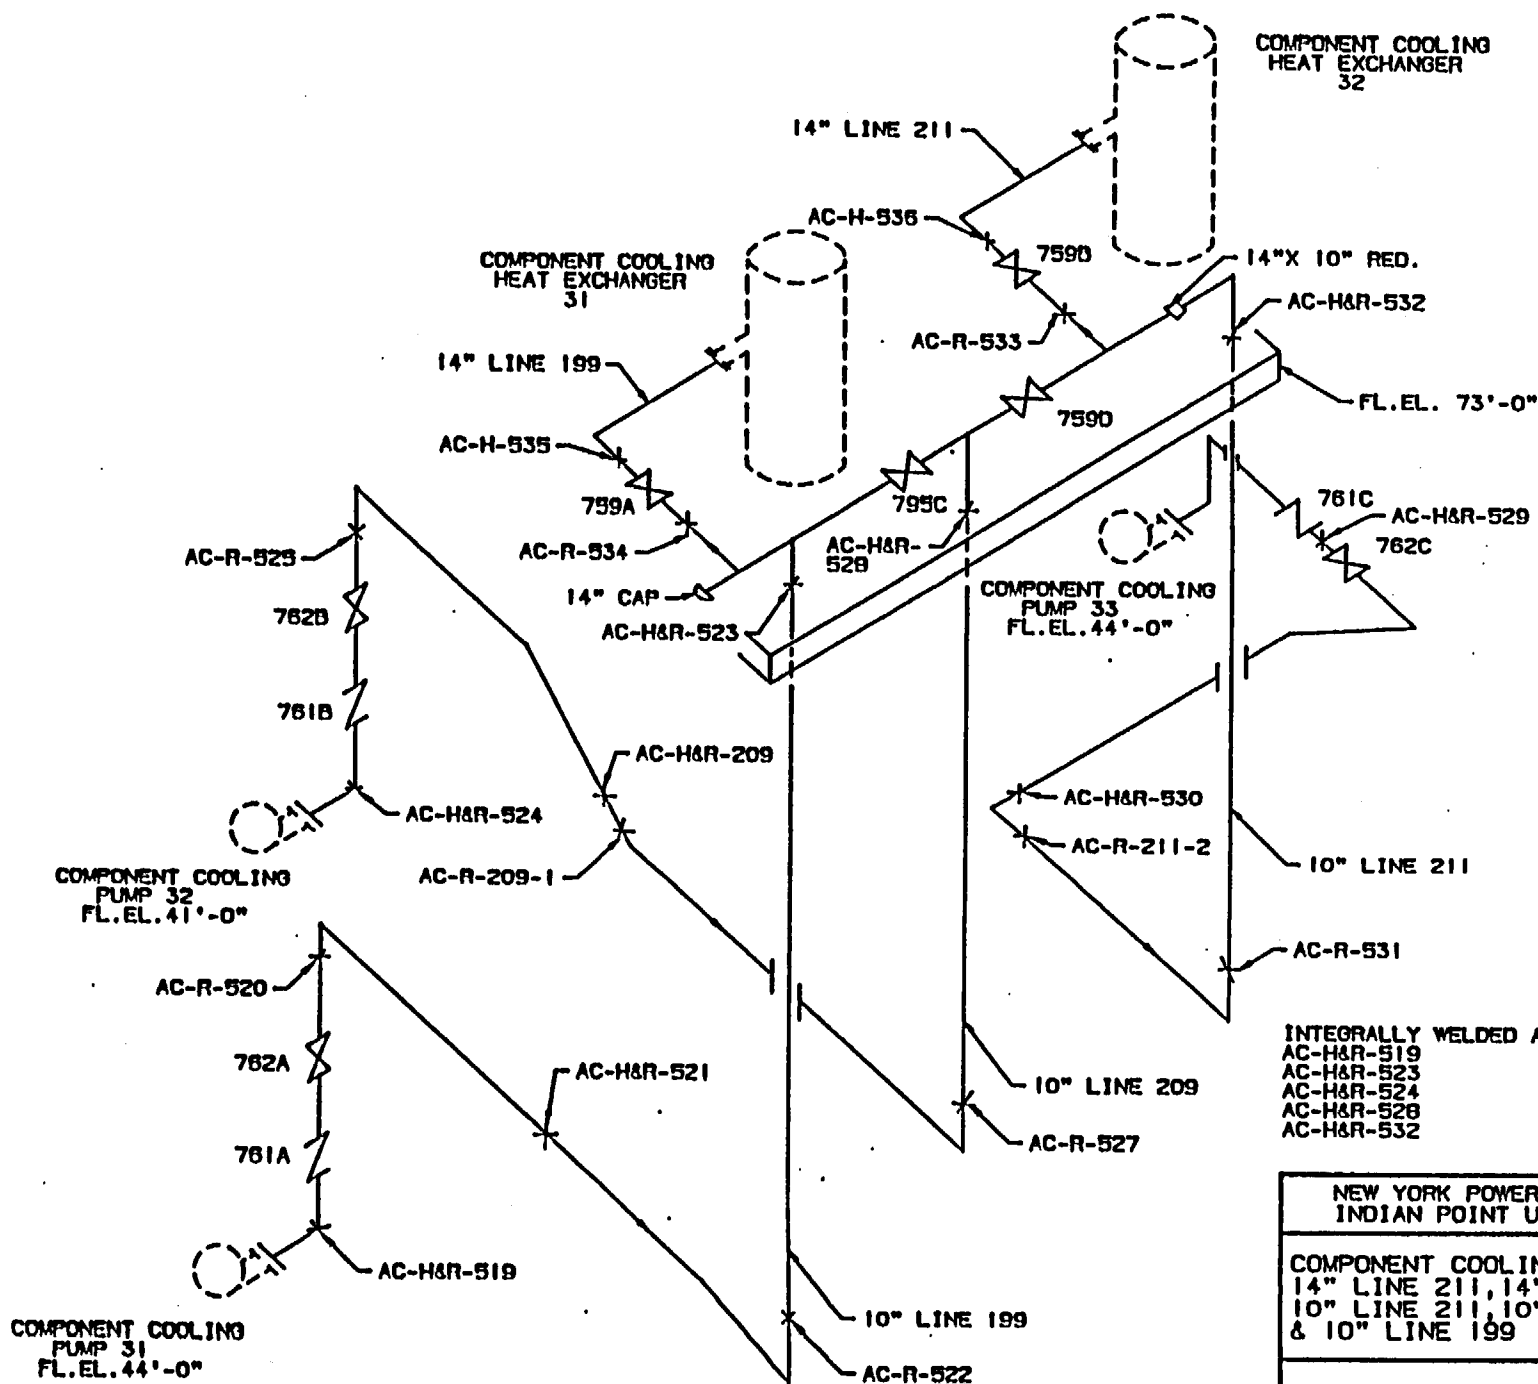 COMPONENT COOLING
HEAT EXCHANGER
32
14" LINE 211
AC-H-536
759B
14"X 10" RED.
COMPONENT COOLING
HEAT EXCHANGER
31
AC-H&R-532
AC-R-533
14" LINE 199
759D
FL.EL. 73'-0"
AC-H-535
759A
795C
761C
AC-H&R-529
762C
AC-R-525
AC-R-534
AC-H&R-
528
14" CAP
COMPONENT COOLING
PUMP 33
FL.EL.44'-0"
762B
AC-H&R-523
761B
AC-H&R-209
AC-H&R-524
AC-H&R-530
AC-R-211-2
AC-R-209-1
10" LINE 211
COMPONENT COOLING
PUMP 32
FL.EL.41'-0"
AC-R-531
AC-R-520
762A
AC-H&R-521
10" LINE 209
INTEGRALLY WELDED A
AC-H&R-519
AC-H&R-523
AC-H&R-524
AC-H&R-528
AC-H&R-532
AC-R-527
761A
NEW YORK POWER
INDIAN POINT U
AC-H&R-519
COMPONENT COOLIN
14" LINE 211,14"
10" LINE 211,10"
& 10" LINE 199
10" LINE 199
COMPONENT COOLING
PUMP 31
FL.EL.44'-0"
AC-R-522